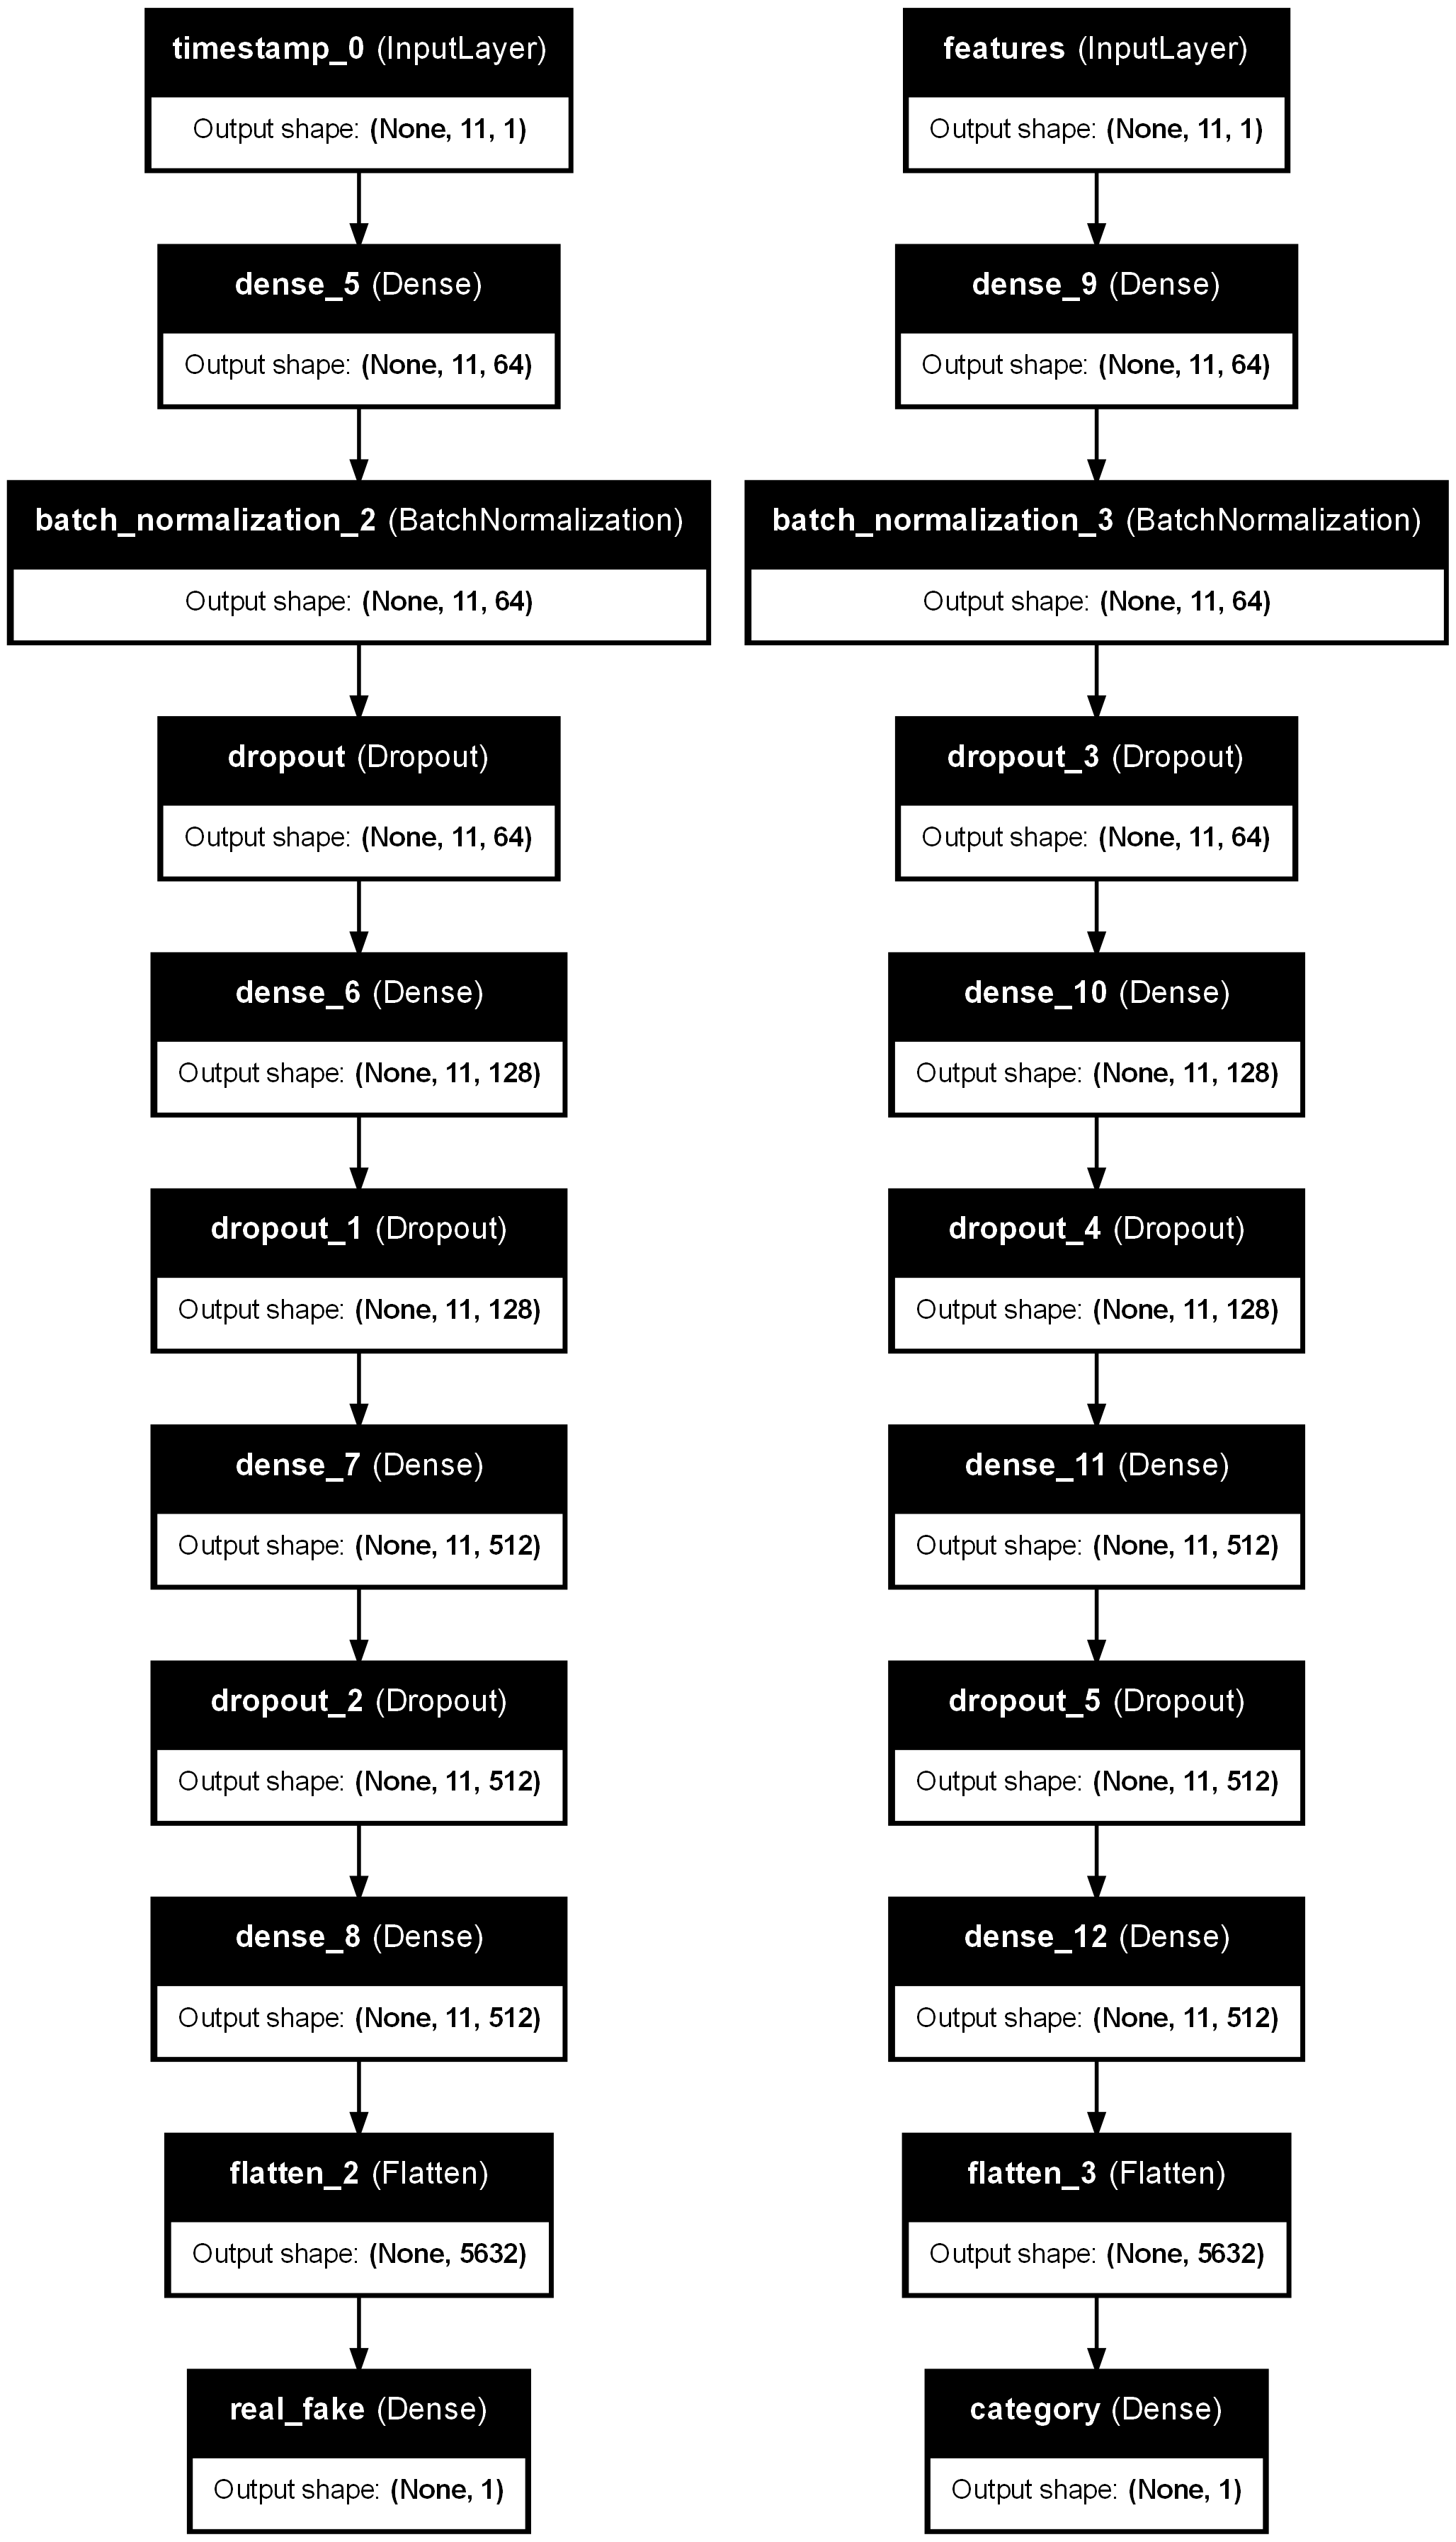 timestamp_0 (InputLayer)
Output shape: (None, 11, 1)
dense_5 (Dense)
Output shape: (None, 11, 64)
batch_normalization_2 (BatchNormalization)
Output shape: (None, 11, 64)
dropout (Dropout)
Output shape: (None, 11, 64)
dense_6 (Dense)
Output shape: (None, 11, 128)
dropout_1 (Dropout)
Output shape: (None, 11, 128)
dense_7 (Dense)
Output shape: (None, 11, 512)
dropout_2 (Dropout)
Output shape: (None, 11, 512)
dense_8 (Dense)
Output shape: (None, 11, 512)
flatten_2 (Flatten)
Output shape: (None, 5632)
real_fake (Dense)
Output shape: (None, 1)
features (InputLayer)
Output shape: (None, 11, 1)
dense_9 (Dense)
Output shape: (None, 11, 64)
batch_normalization_3 (BatchNormalization)
Output shape: (None, 11, 64)
dropout_3 (Dropout)
Output shape: (None, 11, 64)
dense_10 (Dense)
Output shape: (None, 11, 128)
dropout_4 (Dropout)
Output shape: (None, 11, 128)
dense_11 (Dense)
Output shape: (None, 11, 512)
dropout_5 (Dropout)
Output shape: (None, 11, 512)
dense_12 (Dense)
Output shape: (None, 11, 512)
flatten_3 (Flatten)
Output shape: (None, 5632)
category (Dense)
Output shape: (None, 1)